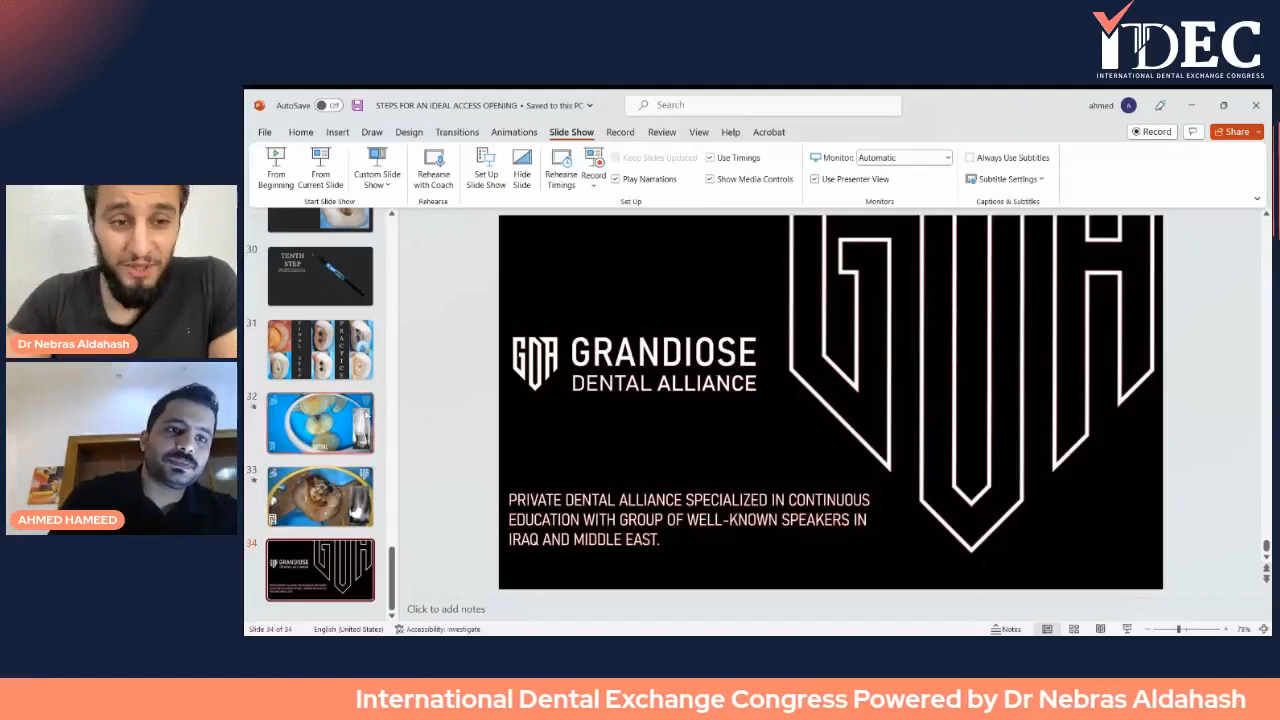 IDEC
INTERNATIONAL DENTAL EXCHANGE CONGRESS
AutoSave Off STEPS FOR AN IDEAL ACCESS OPENING • Saved to this PC Search ahmed A
File Home Insert Draw Design Transitions Animations Slide Show Record Review View Help Acrobat Record Share
From Beginning
From Current Slide
Custom Slide Show
Start Slide Show
Rehearse with Coach
Rehearse
Set Up Slide Show
Hide Slide
Rehearse Timings
Record
Keep Slides Updated
Play Narrations
Use Timings
Show Media Controls
Set Up
Monitor: Automatic
Use Presenter View
Monitors
Always Use Subtitles
Subtitle Settings
Captions & Subtitles
30
TENTH
STEP
31
32
33
34
GRANDIOSE
GDA GRANDIOSE
DENTAL ALLIANCE
PRIVATE DENTAL ALLIANCE SPECIALIZED IN CONTINUOUS
EDUCATION WITH GROUP OF WELL-KNOWN SPEAKERS IN
IRAQ AND MIDDLE EAST.
Click to add notes
Slide 34 of 34 English (United States) Accessibility: Investigate Notes 78%
Dr Nebras Aldahash
AHMED HAMEED
International Dental Exchange Congress Powered by Dr Nebras Aldahash